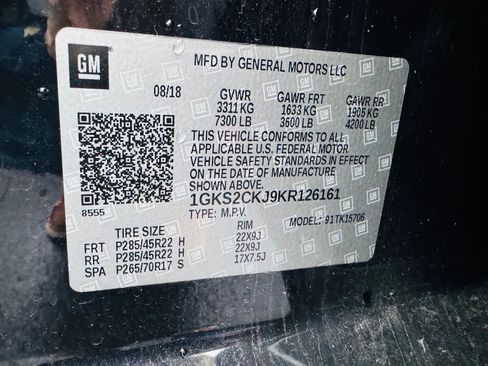 GM
MFD BY GENERAL MOTORS LLC
08/18 GVWR GAWR FRT GAWR RR
3311 KG 1633 KG 1905 KG
7300 LB 3600 LB 4200 LB
THIS VEHICLE CONFORMS TO ALL
APPLICABLE U.S. FEDERAL MOTOR
VEHICLE SAFETY STANDARDS IN EFFECT
ON THE DATE OF MANUFACTURE
SHOWN ABOVE.
1GKS2CKJ9KR126161
8555 TYPE: M.P.V. MODEL: 91TK15706
TIRE SIZE RIM
FRT P285/45R22 H 22X9J
RR P285/45R22 H 22X9J
SPA P265/70R17 S 17X7.5J